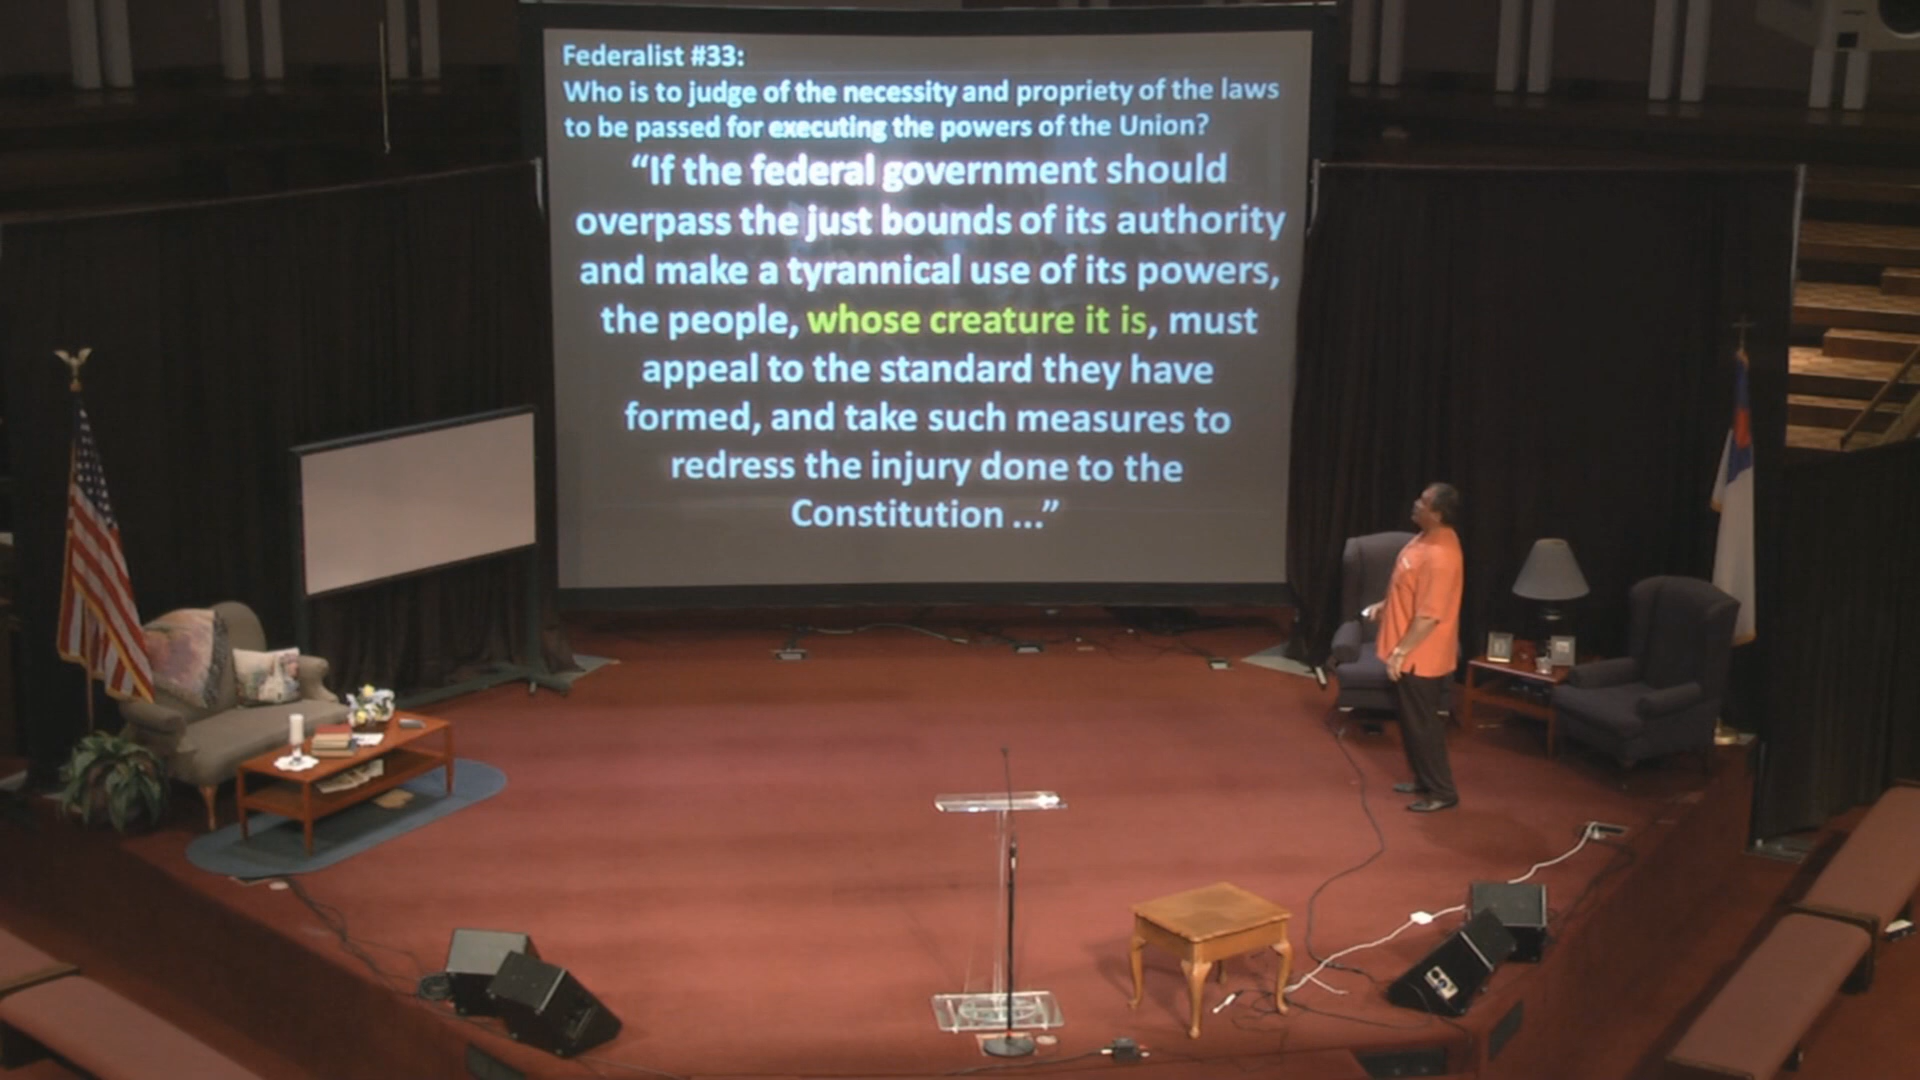 Federalist #33:
Who is to judge of the necessity and propriety of the laws
to be passed for executing the powers of the Union?
“If the federal government should
overpass the just bounds of its authority
and make a tyrannical use of its powers,
the people, whose creature it is, must
appeal to the standard they have
formed, and take such measures to
redress the injury done to the
Constitution ...”